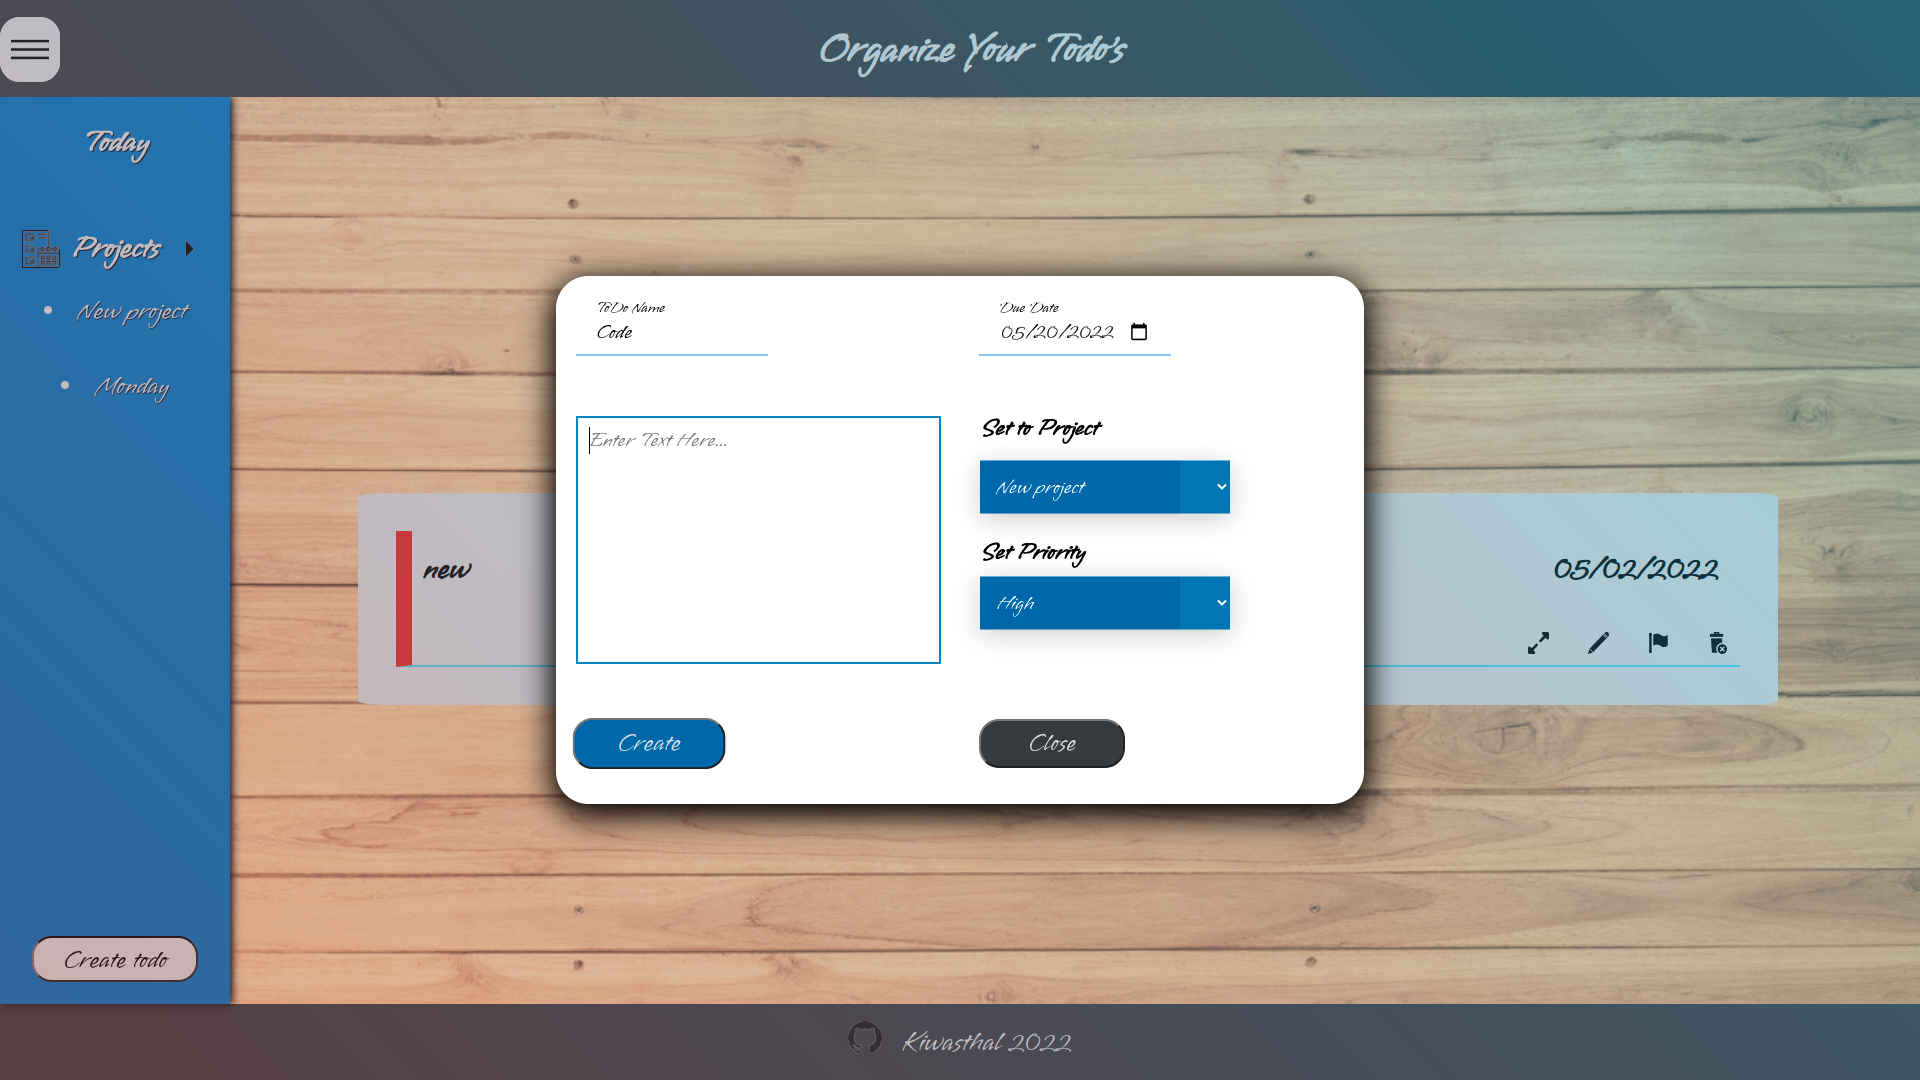 Organize Your Todo's
Today
Projects
New project
Monday
Create todo
ToDo Name
Code
Due Date
05/20/2022
Enter Text Here...
Set to Project
New project
Set Priority
High
Create
Close
new
05/02/2022
Kiwasthal 2022